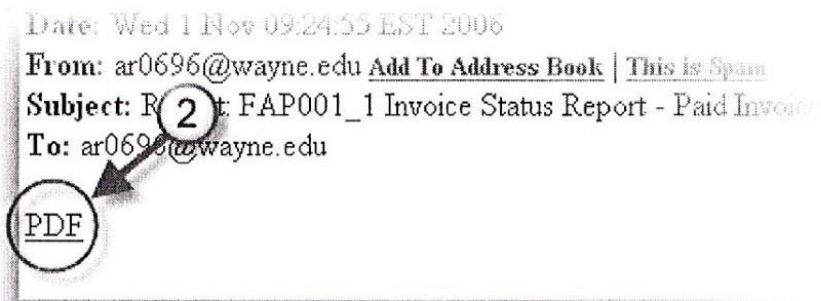 Date: Wed 1 Nov 09:24:55 EST 2006
From: ar0696@wayne.edu Add To Address Book | This is Spam
Subject: R t: FAP001_1 Invoice Status Report - Paid Invoice
2
To: ar0696@wayne.edu
PDF